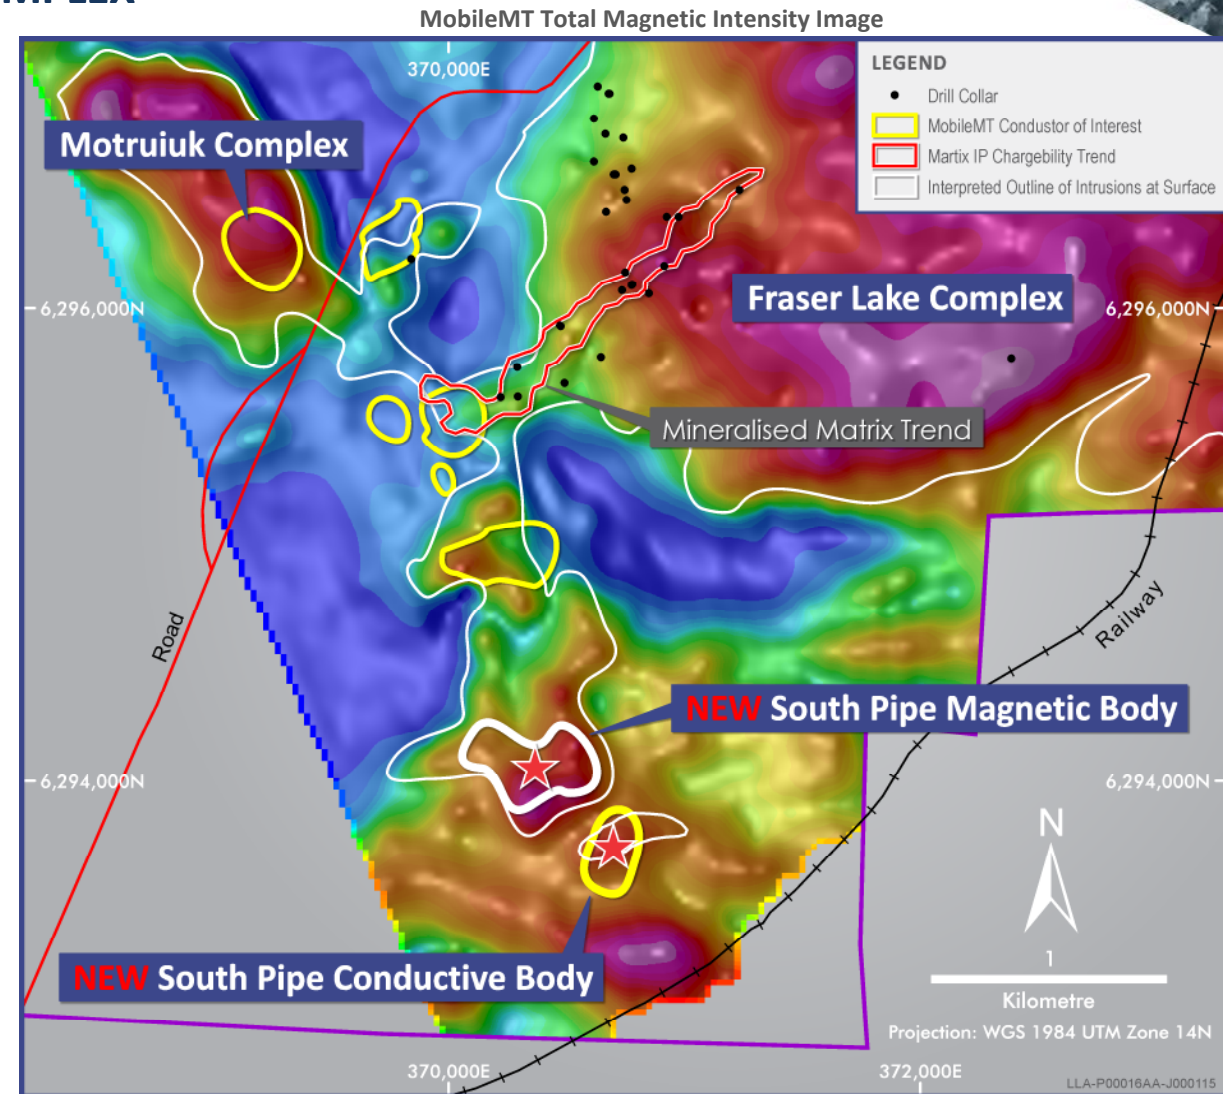 MobileMT Total Magnetic Intensity Image
370,000E
LEGEND
Drill Collar
MobileMT Condustor of Interest
Martix IP Chargebility Trend
Interpreted Outline of Intrusions at Surface
Motruiuk Complex
Fraser Lake Complex
6,296,000N
6,296,000N
Mineralised Matrix Trend
Road
Railway
NEW South Pipe Magnetic Body
6,294,000N
6,294,000N
N
NEW South Pipe Conductive Body
1
Kilometre
Projection: WGS 1984 UTM Zone 14N
370,000E
372,000E
LLA-P00016AA-J000115